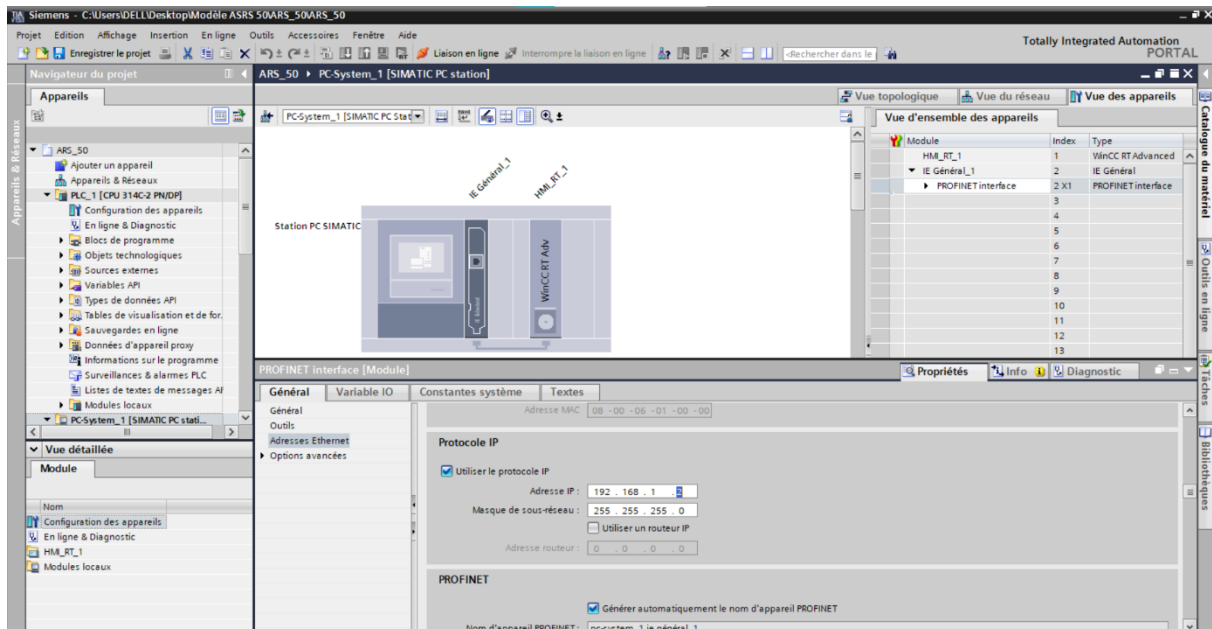 Siemens - C:\Users\DELL\Desktop\Modèle ASRS 50\ARS_50\ARS_50
Projet Edition Affichage Insertion En ligne Outils Accessoires Fenêtre Aide
Enregistrer le projet
Liaison en ligne
Interrompre la liaison en ligne
<Rechercher dans le
Totally Integrated Automation
PORTAL
Navigateur du projet
ARS_50 ▸ PC-System_1 [SIMATIC PC station]
Appareils
Vue topologique
Vue du réseau
Vue des appareils
PC-System_1 [SIMATIC PC Stat
Vue d'ensemble des appareils
Appareils & Réseaux
ARS_50
Ajouter un appareil
Appareils & Réseaux
PLC_1 [CPU 314C-2 PN/DP]
Configuration des appareils
En ligne & Diagnostic
Blocs de programme
Objets technologiques
Sources externes
Variables API
Types de données API
Tables de visualisation et de for.
Sauvegardes en ligne
Données d'appareil proxy
Informations sur le programme
Surveillances & alarmes PLC
Listes de textes de messages AF
Modules locaux
PC-System_1 [SIMATIC PC stati...
IE Général_1
HMI_RT_1
Station PC SIMATIC
IE Général
WinCC RT Adv
Module Index Type
HMI_RT_1 1 WinCC RT Advanced
IE Général_1 2 IE Général
PROFINET interface 2 X1 PROFINET interface
3
4
5
6
7
8
9
10
11
12
13
Catalogue du matériel
Outils en ligne
Tâches
Bibliothèques
Vue détaillée
Module
Nom
Configuration des appareils
En ligne & Diagnostic
HMI_RT_1
Modules locaux
PROFINET interface [Module]
Propriétés
Info
Diagnostic
Général
Variable IO
Constantes système
Textes
Général
Outils
Adresses Ethernet
Options avancées
Adresse MAC 08 -00 -06 -01 -00 -00
Protocole IP
Utiliser le protocole IP
Adresse IP : 192 . 168 . 1 . 2
Masque de sous-réseau : 255 . 255 . 255 . 0
Utiliser un routeur IP
Adresse routeur : 0 . 0 . 0 . 0
PROFINET
Générer automatiquement le nom d'appareil PROFINET
Nom d'appareil PROFINET : pc-system_1.ie général_1